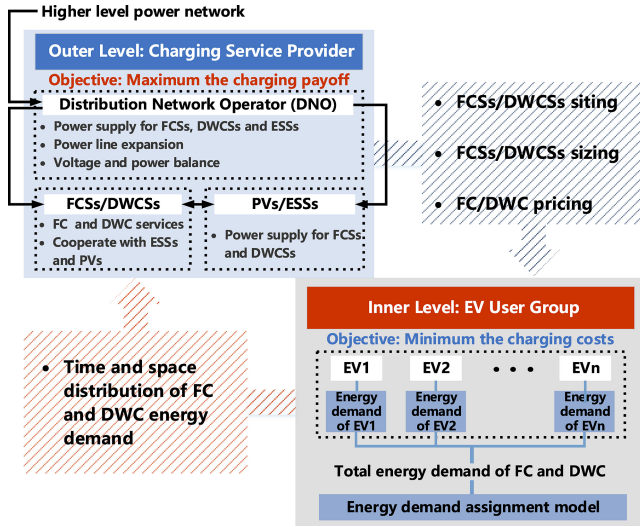 Higher level power network
Outer Level: Charging Service Provider
Objective: Maximum the charging payoff
Distribution Network Operator (DNO)
• Power supply for FCSs, DWCSs and ESSs
• Power line expansion
• Voltage and power balance
FCSs/DWCSs
• FC and DWC services
• Cooperate with ESSs
and PVs
PVs/ESSs
• Power supply for FCSs
and DWCSs
• FCSs/DWCSs siting
• FCSs/DWCSs sizing
• FC/DWC pricing
Inner Level: EV User Group
Objective: Minimum the charging costs
EV1 EV2 • • • EVn
Energy Energy Energy
demand demand demand
of EV1 of EV2 of EVn
Total energy demand of FC and DWC
Energy demand assignment model
• Time and space
distribution of FC
and DWC energy
demand